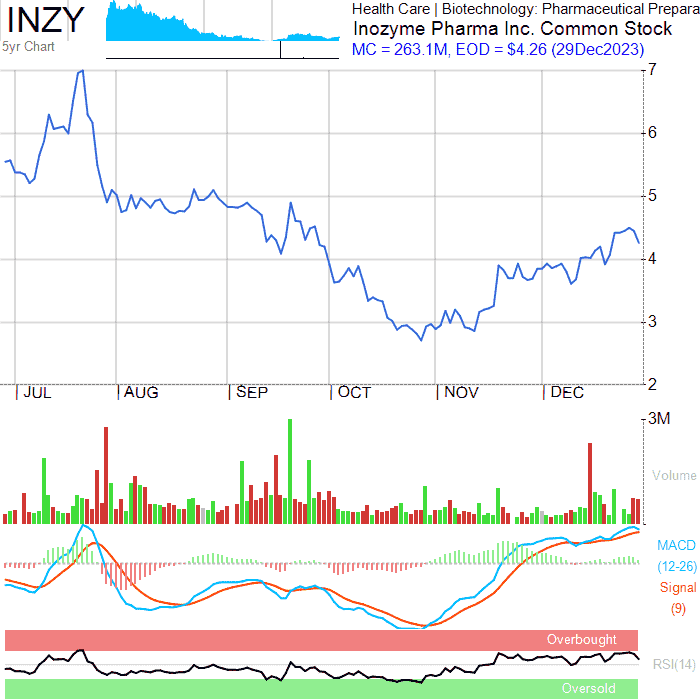 INZY
5yr Chart
Health Care | Biotechnology: Pharmaceutical Prepara
Inozyme Pharma Inc. Common Stock
MC = 263.1M, EOD = $4.26 (29Dec2023)
7
6
5
4
3
2
JUL AUG SEP OCT NOV DEC
3M
Volume
MACD
(12-26)
Signal
(9)
Overbought
RSI(14)
Oversold